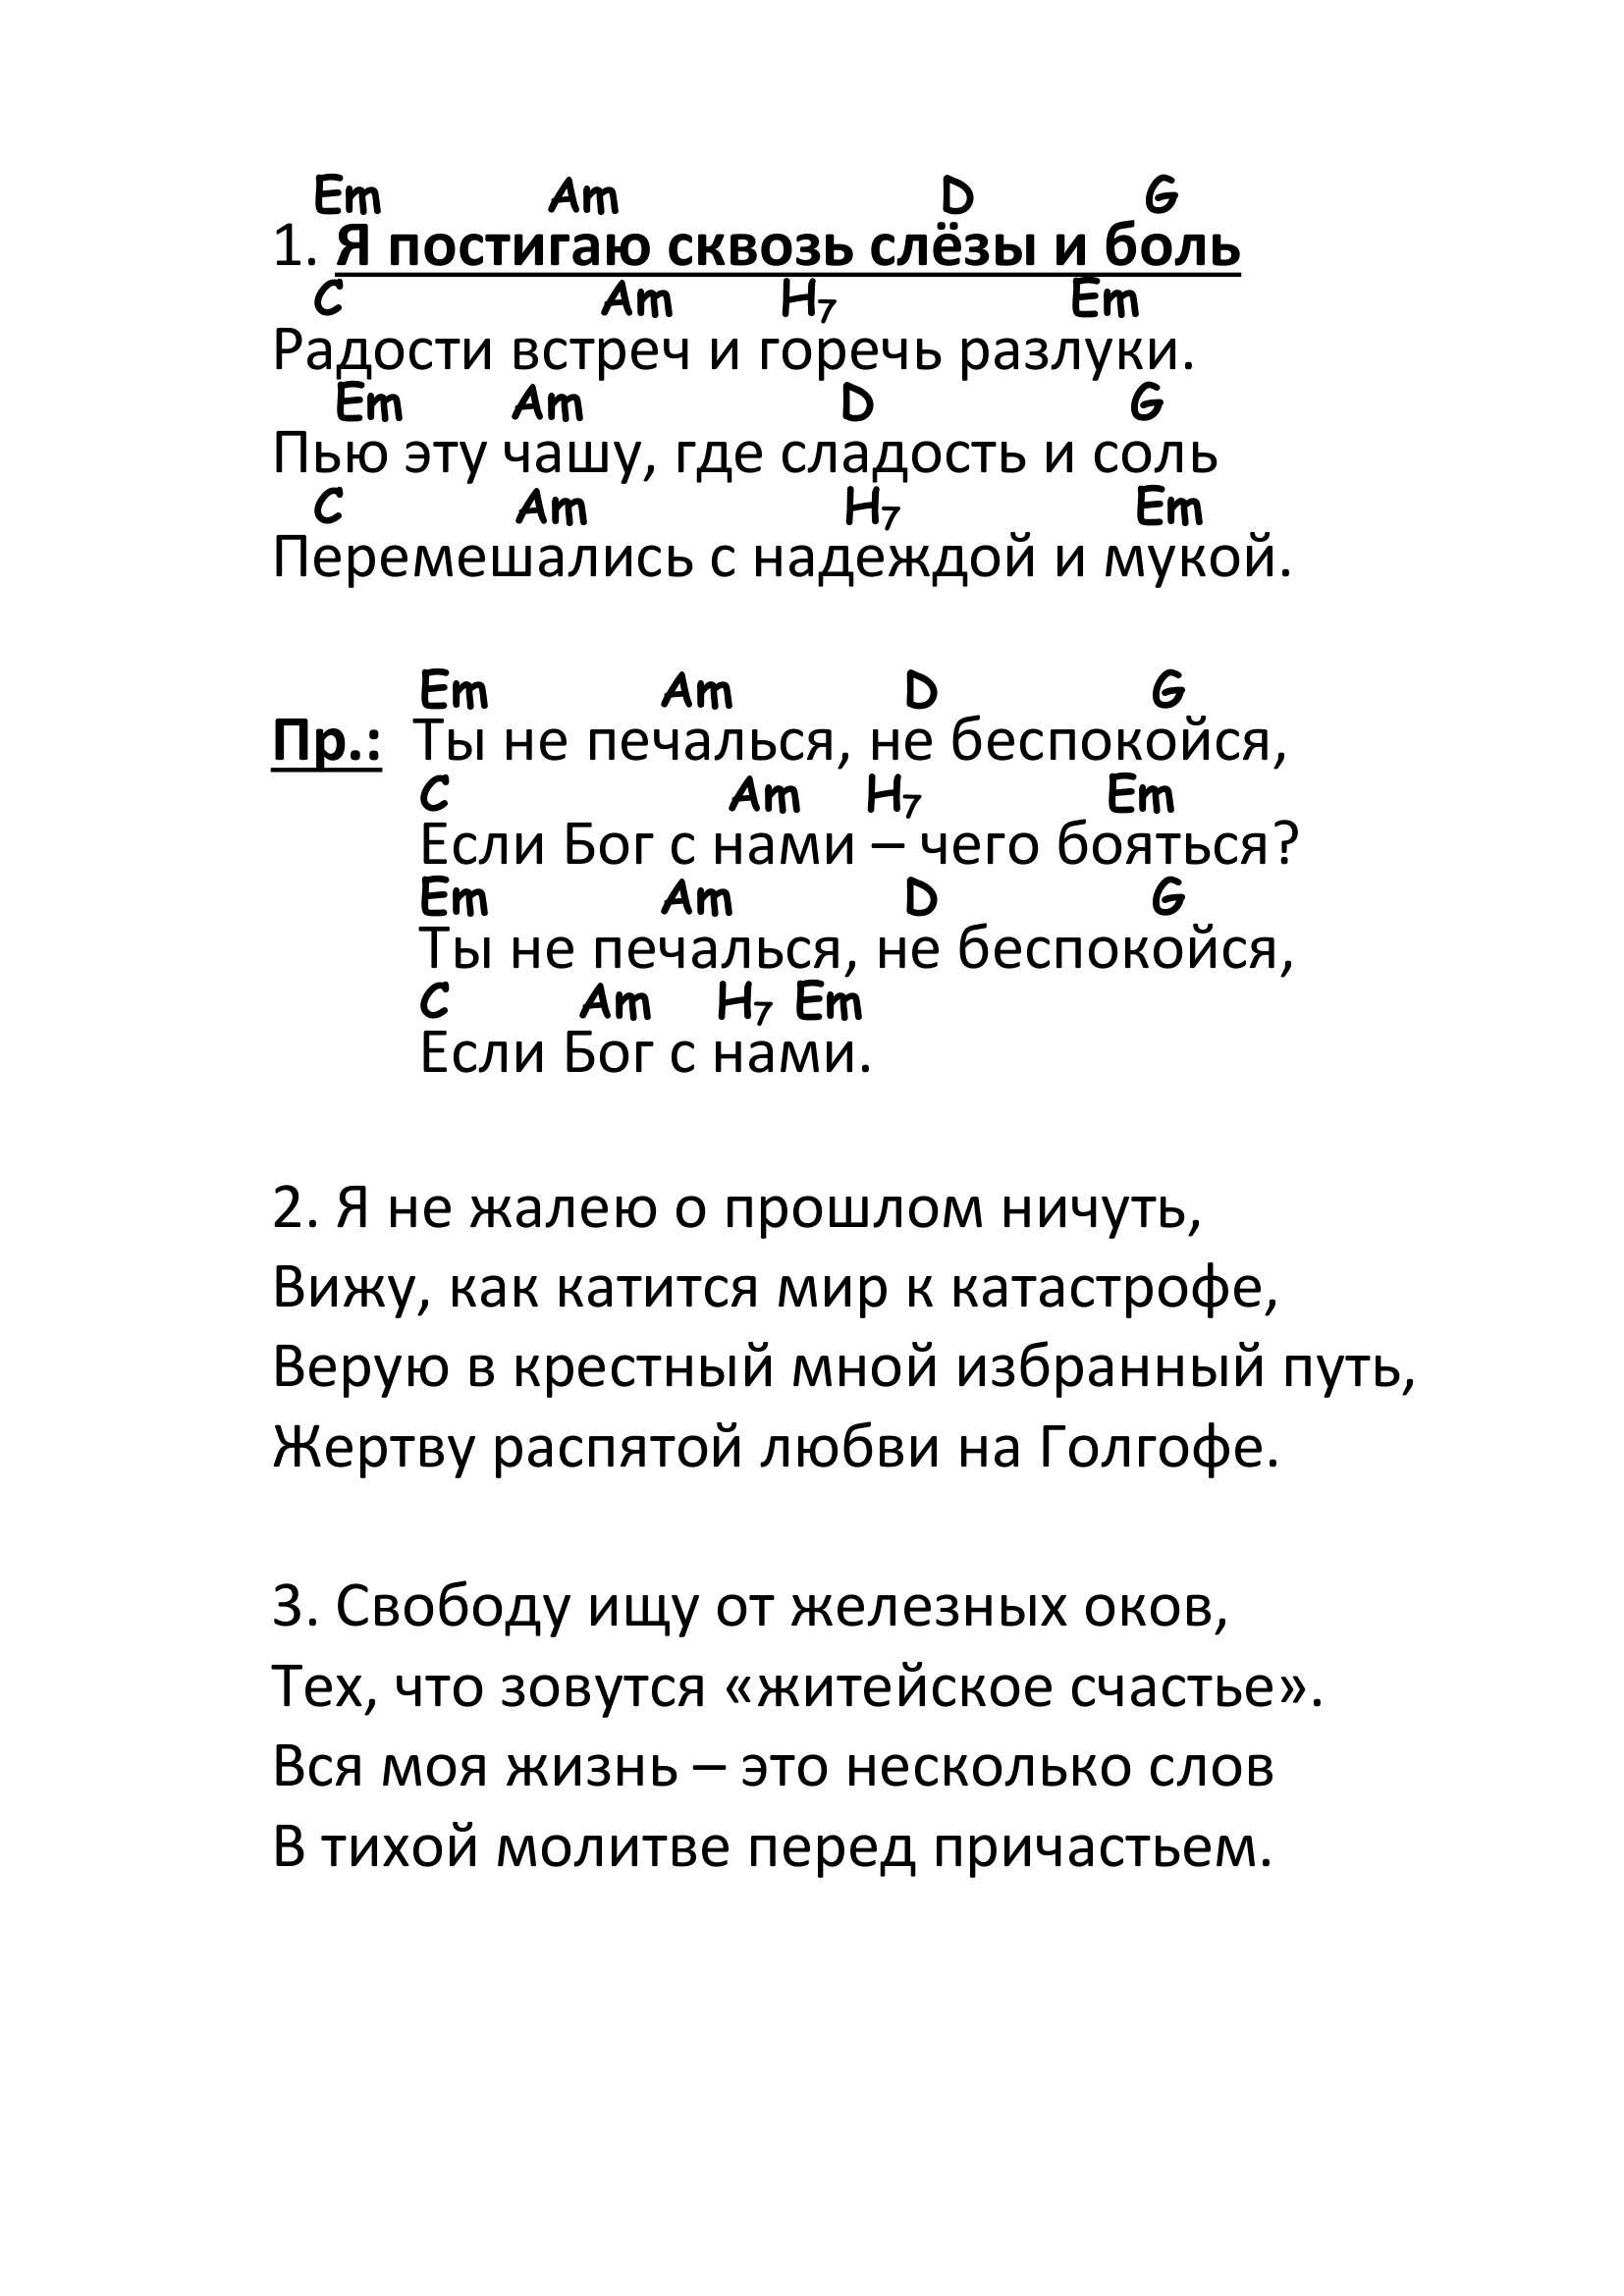 Em Am D G
1. Я постигаю сквозь слёзы и боль
C Am H₇ Em
Радости встреч и горечь разлуки.
Em Am D G
Пью эту чашу, где сладость и соль
C Am H₇ Em
Перемешались с надеждой и мукой.
Em Am D G
Пр.: Ты не печалься, не беспокойся,
C Am H₇ Em
Если Бог с нами – чего бояться?
Em Am D G
Ты не печалься, не беспокойся,
C Am H₇ Em
Если Бог с нами.
2. Я не жалею о прошлом ничуть,
Вижу, как катится мир к катастрофе,
Верую в крестный мной избранный путь,
Жертву распятой любви на Голгофе.
3. Свободу ищу от железных оков,
Тех, что зовутся «житейское счастье».
Вся моя жизнь – это несколько слов
В тихой молитве перед причастьем.